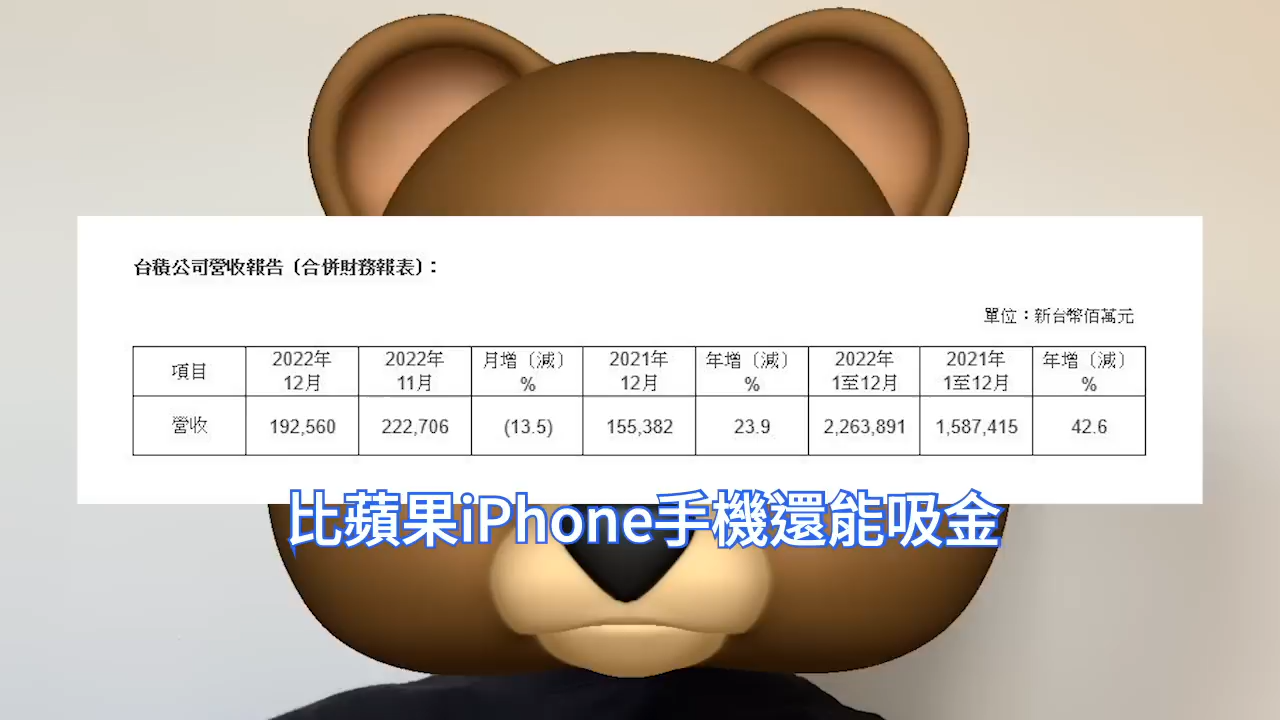 台積公司營收報告〔合併財務報表〕：
單位：新台幣佰萬元
項目 2022年12月 2022年11月 月增〔減〕% 2021年12月 年增〔減〕% 2022年1至12月 2021年1至12月 年增〔減〕%
營收 192,560 222,706 (13.5) 155,382 23.9 2,263,891 1,587,415 42.6
比蘋果iPhone手機還能吸金